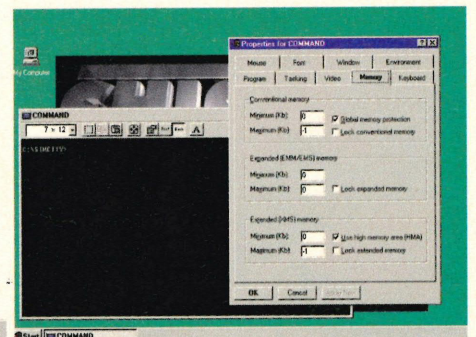 My Computer
COMMAND
7 x 12
A
Properties for COMMAND
Mouse Font Window Environment
Program Tasking Video Memory Keyboard
Conventional memory
Minimum (Kb): 0
Maximum (Kb): -1
Global memory protection
Lock conventional memory
Expanded (EMM/EMS) memory
Minimum (Kb): 0
Maximum (Kb): 0
Lock expanded memory
Extended (XMS) memory
Minimum (Kb): 0
Maximum (Kb): -1
Use high memory area (HMA)
Lock extended memory
OK Cancel
Start COMMAND